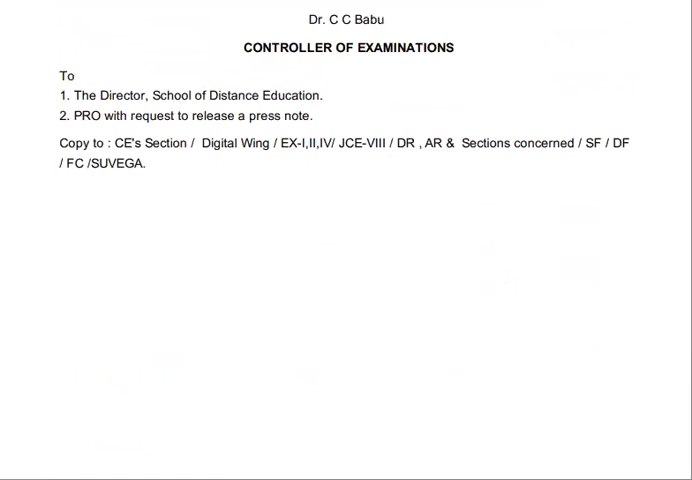 Dr. C C Babu
CONTROLLER OF EXAMINATIONS
To
1. The Director, School of Distance Education.
2. PRO with request to release a press note.
Copy to : CE's Section / Digital Wing / EX-I,II,IV/ JCE-VIII / DR , AR & Sections concerned / SF / DF
/ FC /SUVEGA.